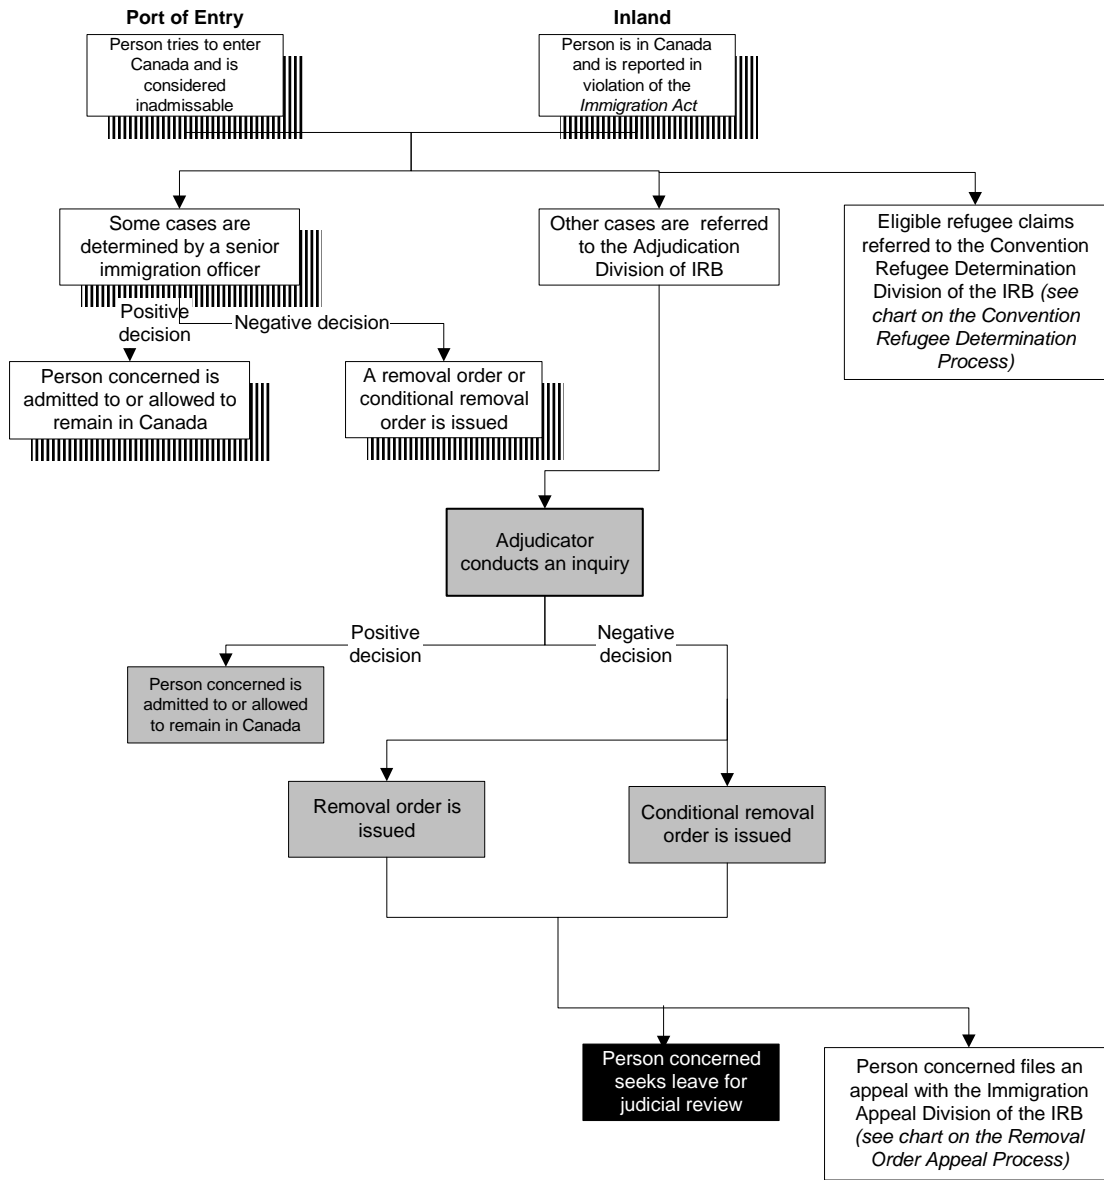 Port of Entry
Person tries to enter
Canada and is
considered
inadmissable
Inland
Person is in Canada
and is reported in
violation of the
Immigration Act
Some cases are
determined by a senior
immigration officer
Other cases are  referred
to the Adjudication
Division of IRB
Eligible refugee claims
referred to the Convention
Refugee Determination
Division of the IRB (see
chart on the Convention
Refugee Determination
Process)
Positive
decision
Negative decision
Person concerned is
admitted to or allowed to
remain in Canada
A removal order or
conditional removal
order is issued
Adjudicator
conducts an inquiry
Positive
decision
Negative
decision
Person concerned is
admitted to or allowed
to remain in Canada
Removal order is
issued
Conditional removal
order is issued
Person concerned
seeks leave for
judicial review
Person concerned files an
appeal with the Immigration
Appeal Division of the IRB
(see chart on the Removal
Order Appeal Process)